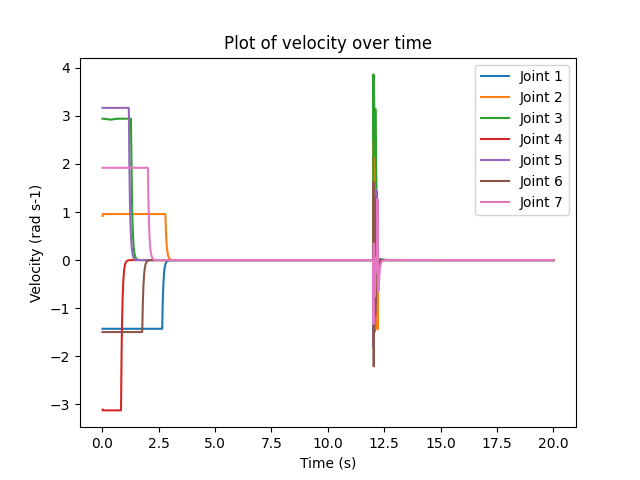 Plot of velocity over time
4
3
2
1
0
−1
−2
−3
Velocity (rad s-1)
0.0 2.5 5.0 7.5 10.0 12.5 15.0 17.5 20.0
Time (s)
Joint 1
Joint 2
Joint 3
Joint 4
Joint 5
Joint 6
Joint 7